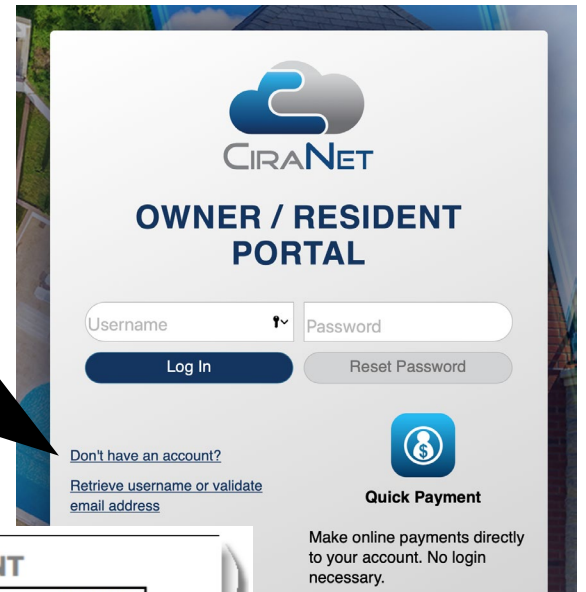 CIRANET
OWNER / RESIDENT
PORTAL
Username
Password
Log In
Reset Password
Don't have an account?
Retrieve username or validate
email address
Quick Payment
Make online payments directly
to your account. No login
necessary.
NT